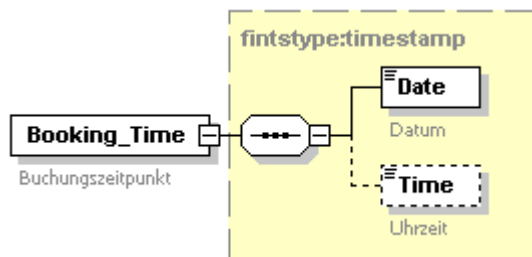 fintstype:timestamp
Date
Datum
Booking_Time
Buchungszeitpunkt
Time
Uhrzeit